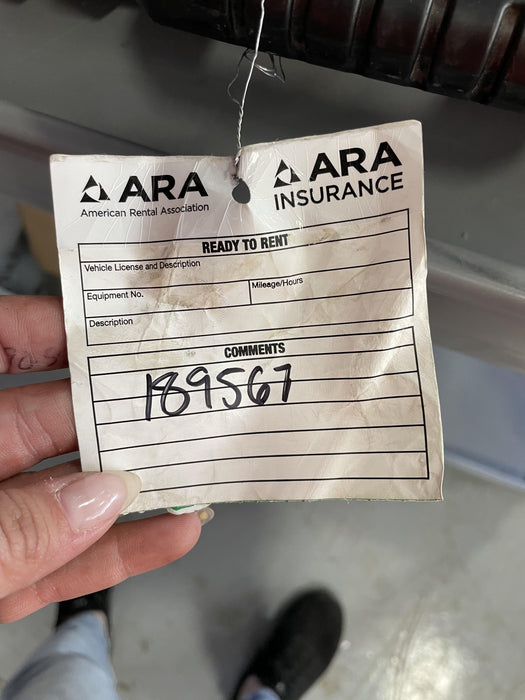 ARA
American Rental Association
ARA
INSURANCE
READY TO RENT
Vehicle License and Description
Equipment No.
Mileage/Hours
Description
COMMENTS
189567